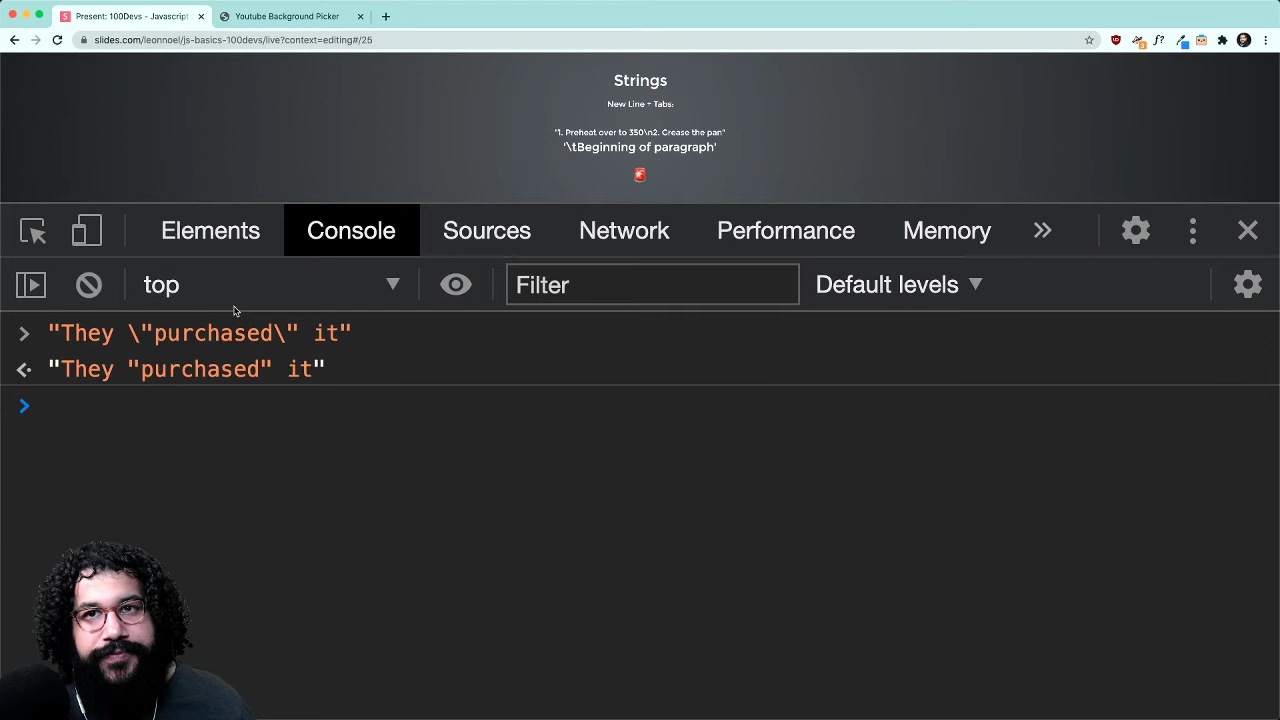 Present: 100Devs - Javascript
Youtube Background Picker
slides.com/leonnoel/js-basics-100devs/live?context=editing#/25
Strings
New Line + Tabs:
"1. Preheat over to 350\n2. Grease the pan"
'\tBeginning of paragraph'
Elements
Console
Sources
Network
Performance
Memory
top
Filter
Default levels
> "They \"purchased\" it"
"They "purchased" it"
>